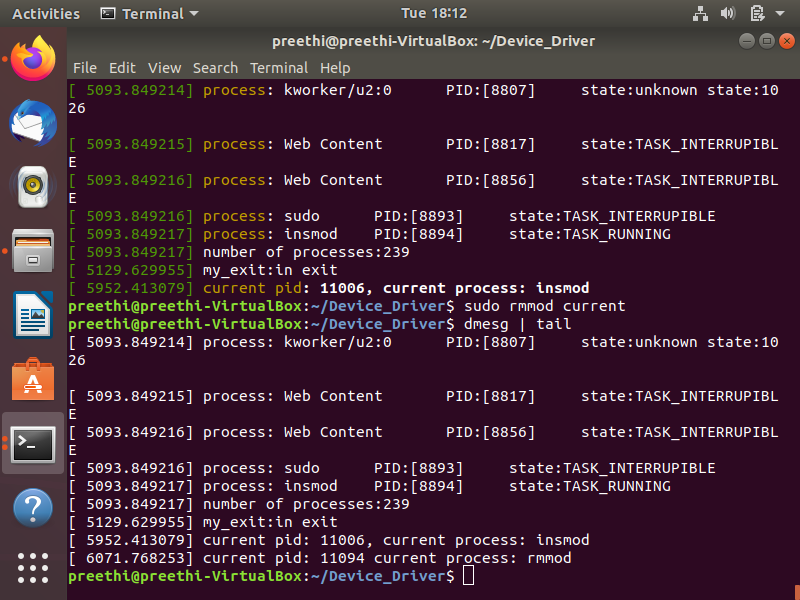 Activities Terminal Tue 18:12
preethi@preethi-VirtualBox: ~/Device_Driver
File Edit View Search Terminal Help
[ 5093.849214] process: kworker/u2:0 PID:[8807] state:unknown state:10
26
[ 5093.849215] process: Web Content PID:[8817] state:TASK_INTERRUPIBL
E
[ 5093.849216] process: Web Content PID:[8856] state:TASK_INTERRUPIBL
E
[ 5093.849216] process: sudo PID:[8893] state:TASK_INTERRUPIBLE
[ 5093.849217] process: insmod PID:[8894] state:TASK_RUNNING
[ 5093.849217] number of processes:239
[ 5129.629955] my_exit:in exit
[ 5952.413079] current pid: 11006, current process: insmod
preethi@preethi-VirtualBox:~/Device_Driver$ sudo rmmod current
preethi@preethi-VirtualBox:~/Device_Driver$ dmesg | tail
[ 5093.849214] process: kworker/u2:0 PID:[8807] state:unknown state:10
26
[ 5093.849215] process: Web Content PID:[8817] state:TASK_INTERRUPIBL
E
[ 5093.849216] process: Web Content PID:[8856] state:TASK_INTERRUPIBL
E
[ 5093.849216] process: sudo PID:[8893] state:TASK_INTERRUPIBLE
[ 5093.849217] process: insmod PID:[8894] state:TASK_RUNNING
[ 5093.849217] number of processes:239
[ 5129.629955] my_exit:in exit
[ 5952.413079] current pid: 11006, current process: insmod
[ 6071.768253] current pid: 11094 current process: rmmod
preethi@preethi-VirtualBox:~/Device_Driver$